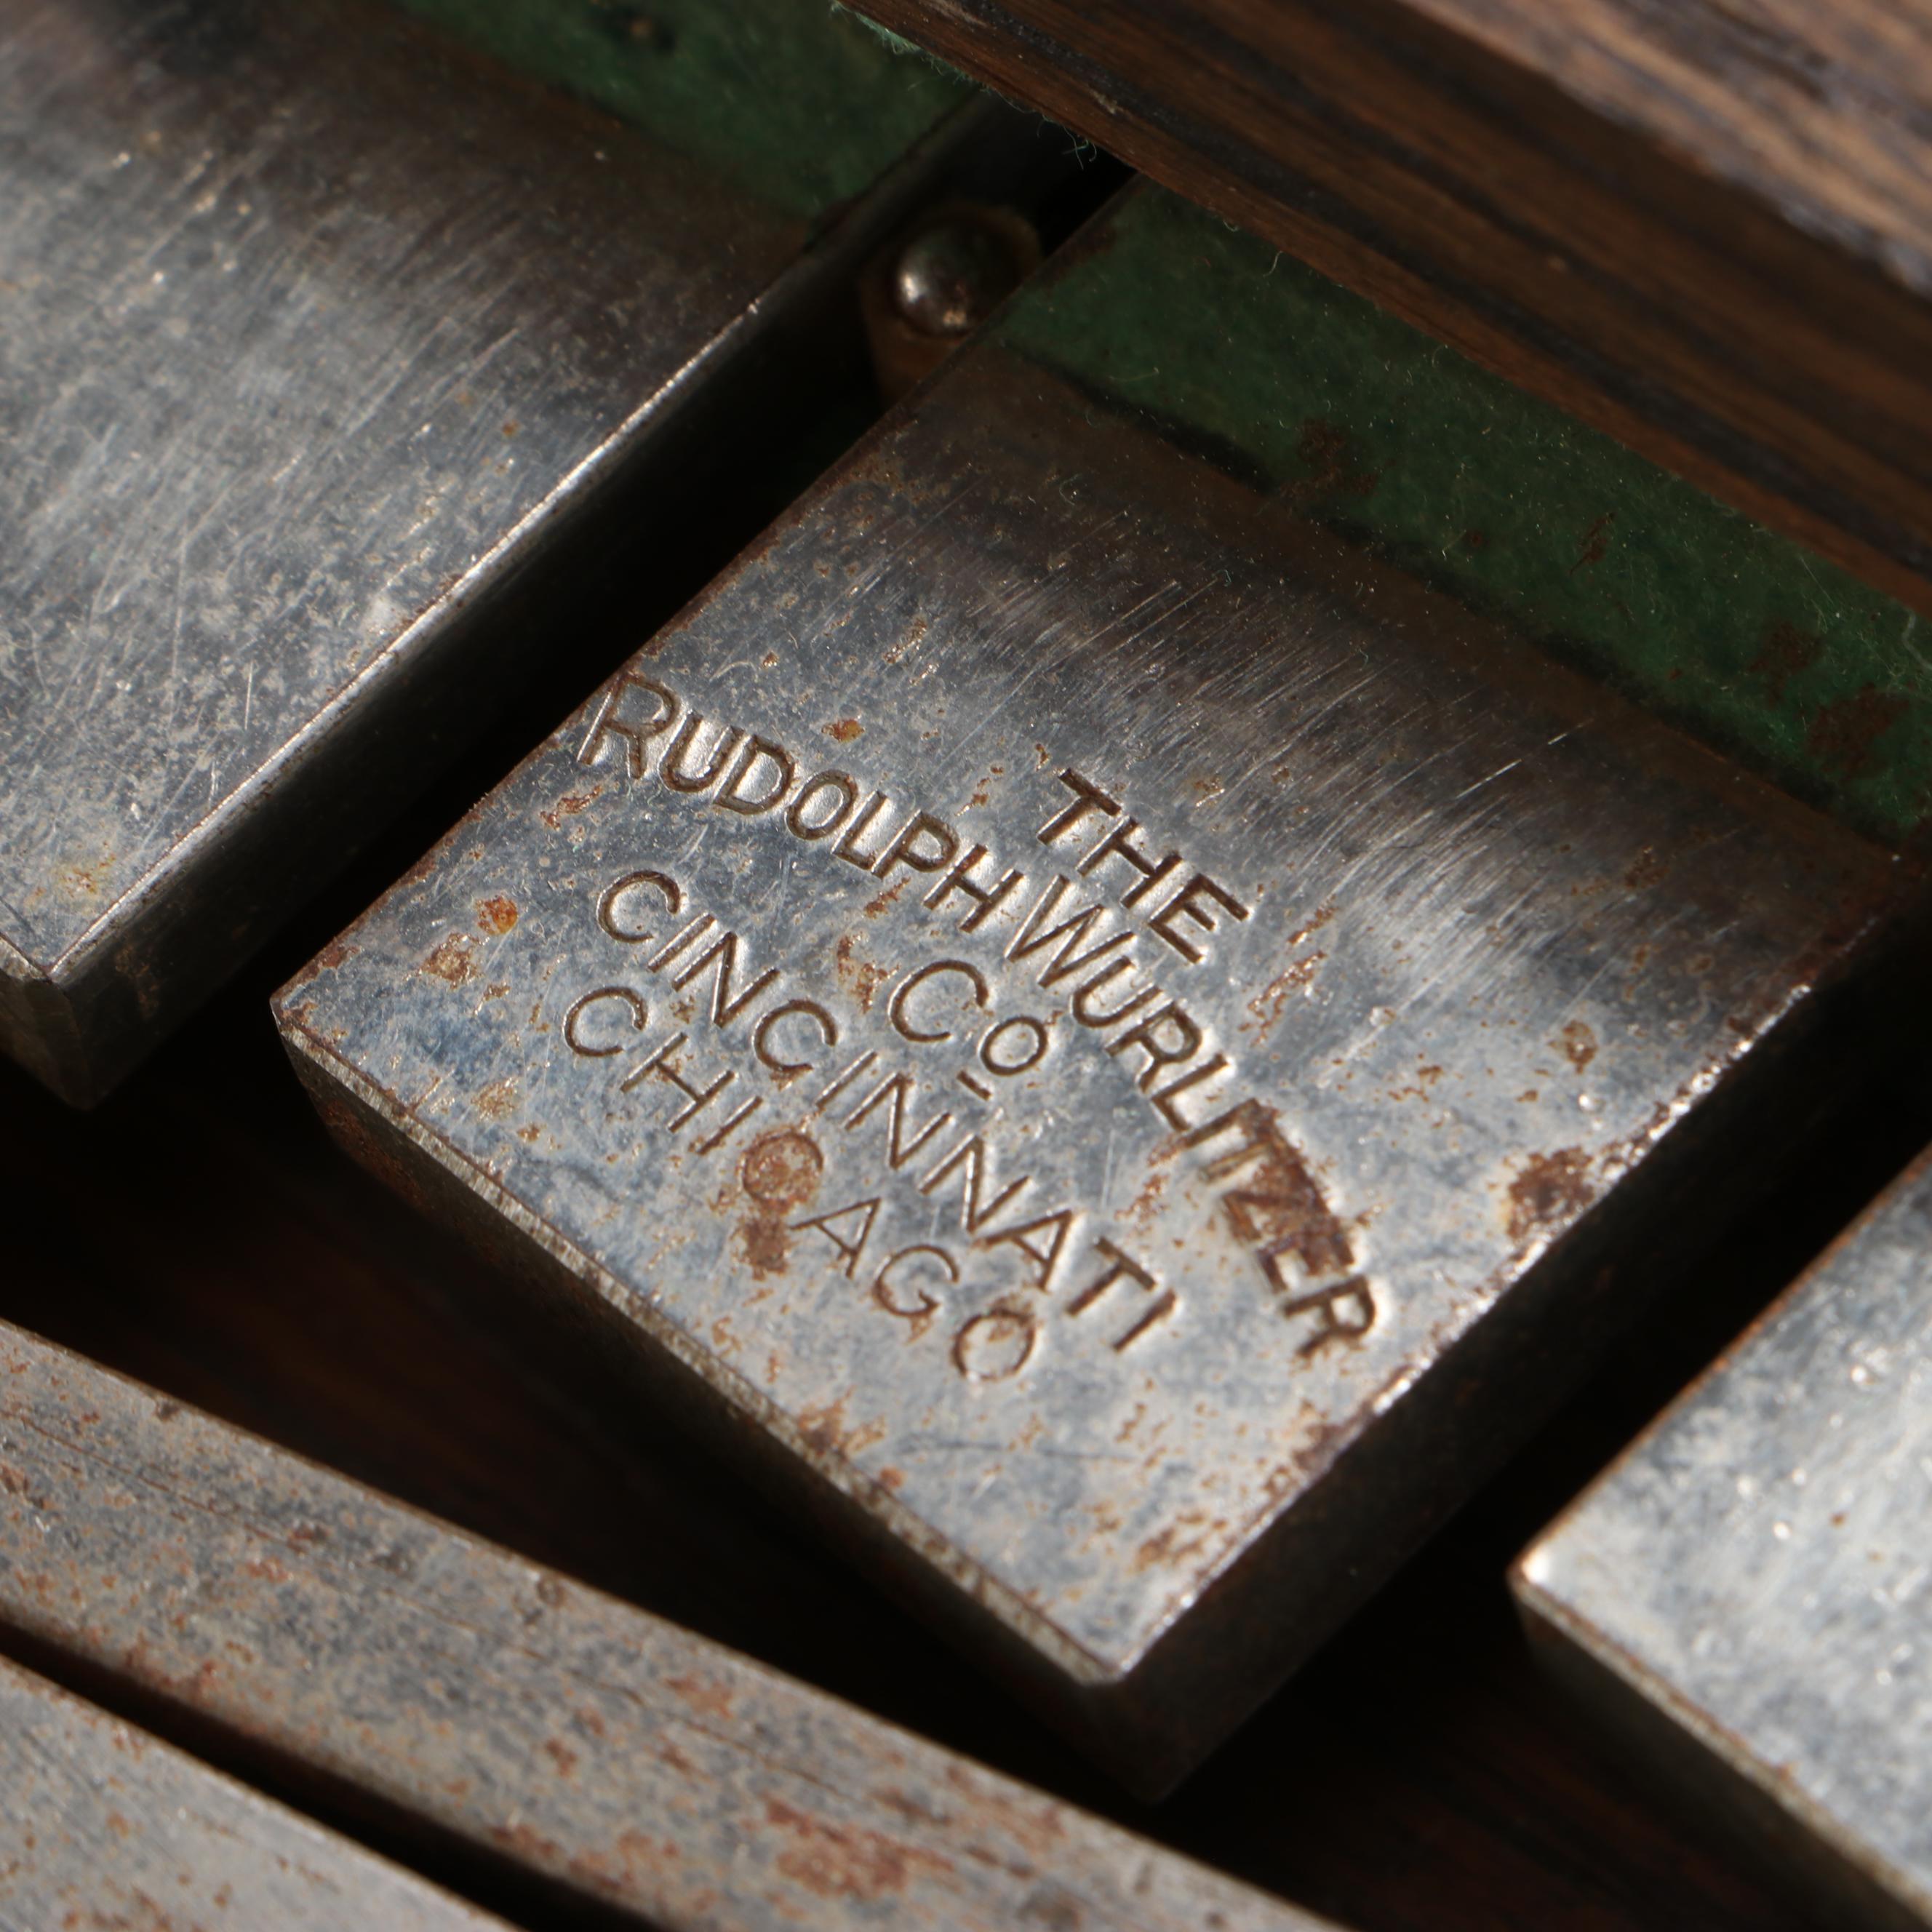 THE
RUDOLPH WURLITZER
Co
CINCINNATI
CHICAGO